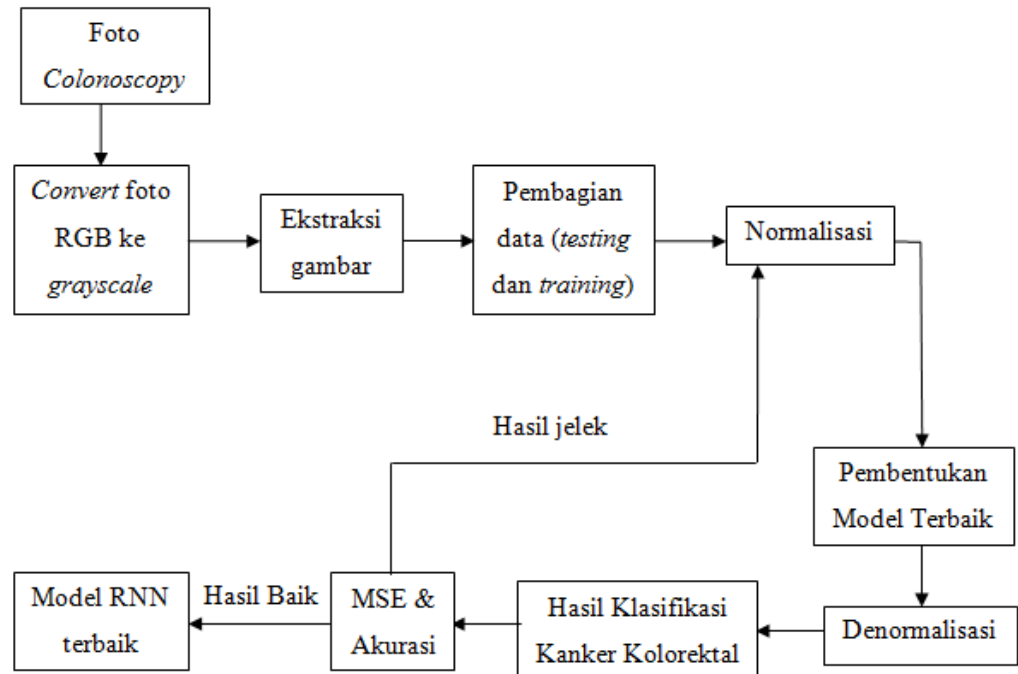 Foto
Colonoscopy
Convert foto
RGB ke
grayscale
Ekstraksi
gambar
Pembagian
data (testing
dan training)
Normalisasi
Hasil jelek
Pembentukan
Model Terbaik
Model RNN
terbaik
Hasil Baik
MSE &
Akurasi
Hasil Klasifikasi
Kanker Kolorektal
Denormalisasi